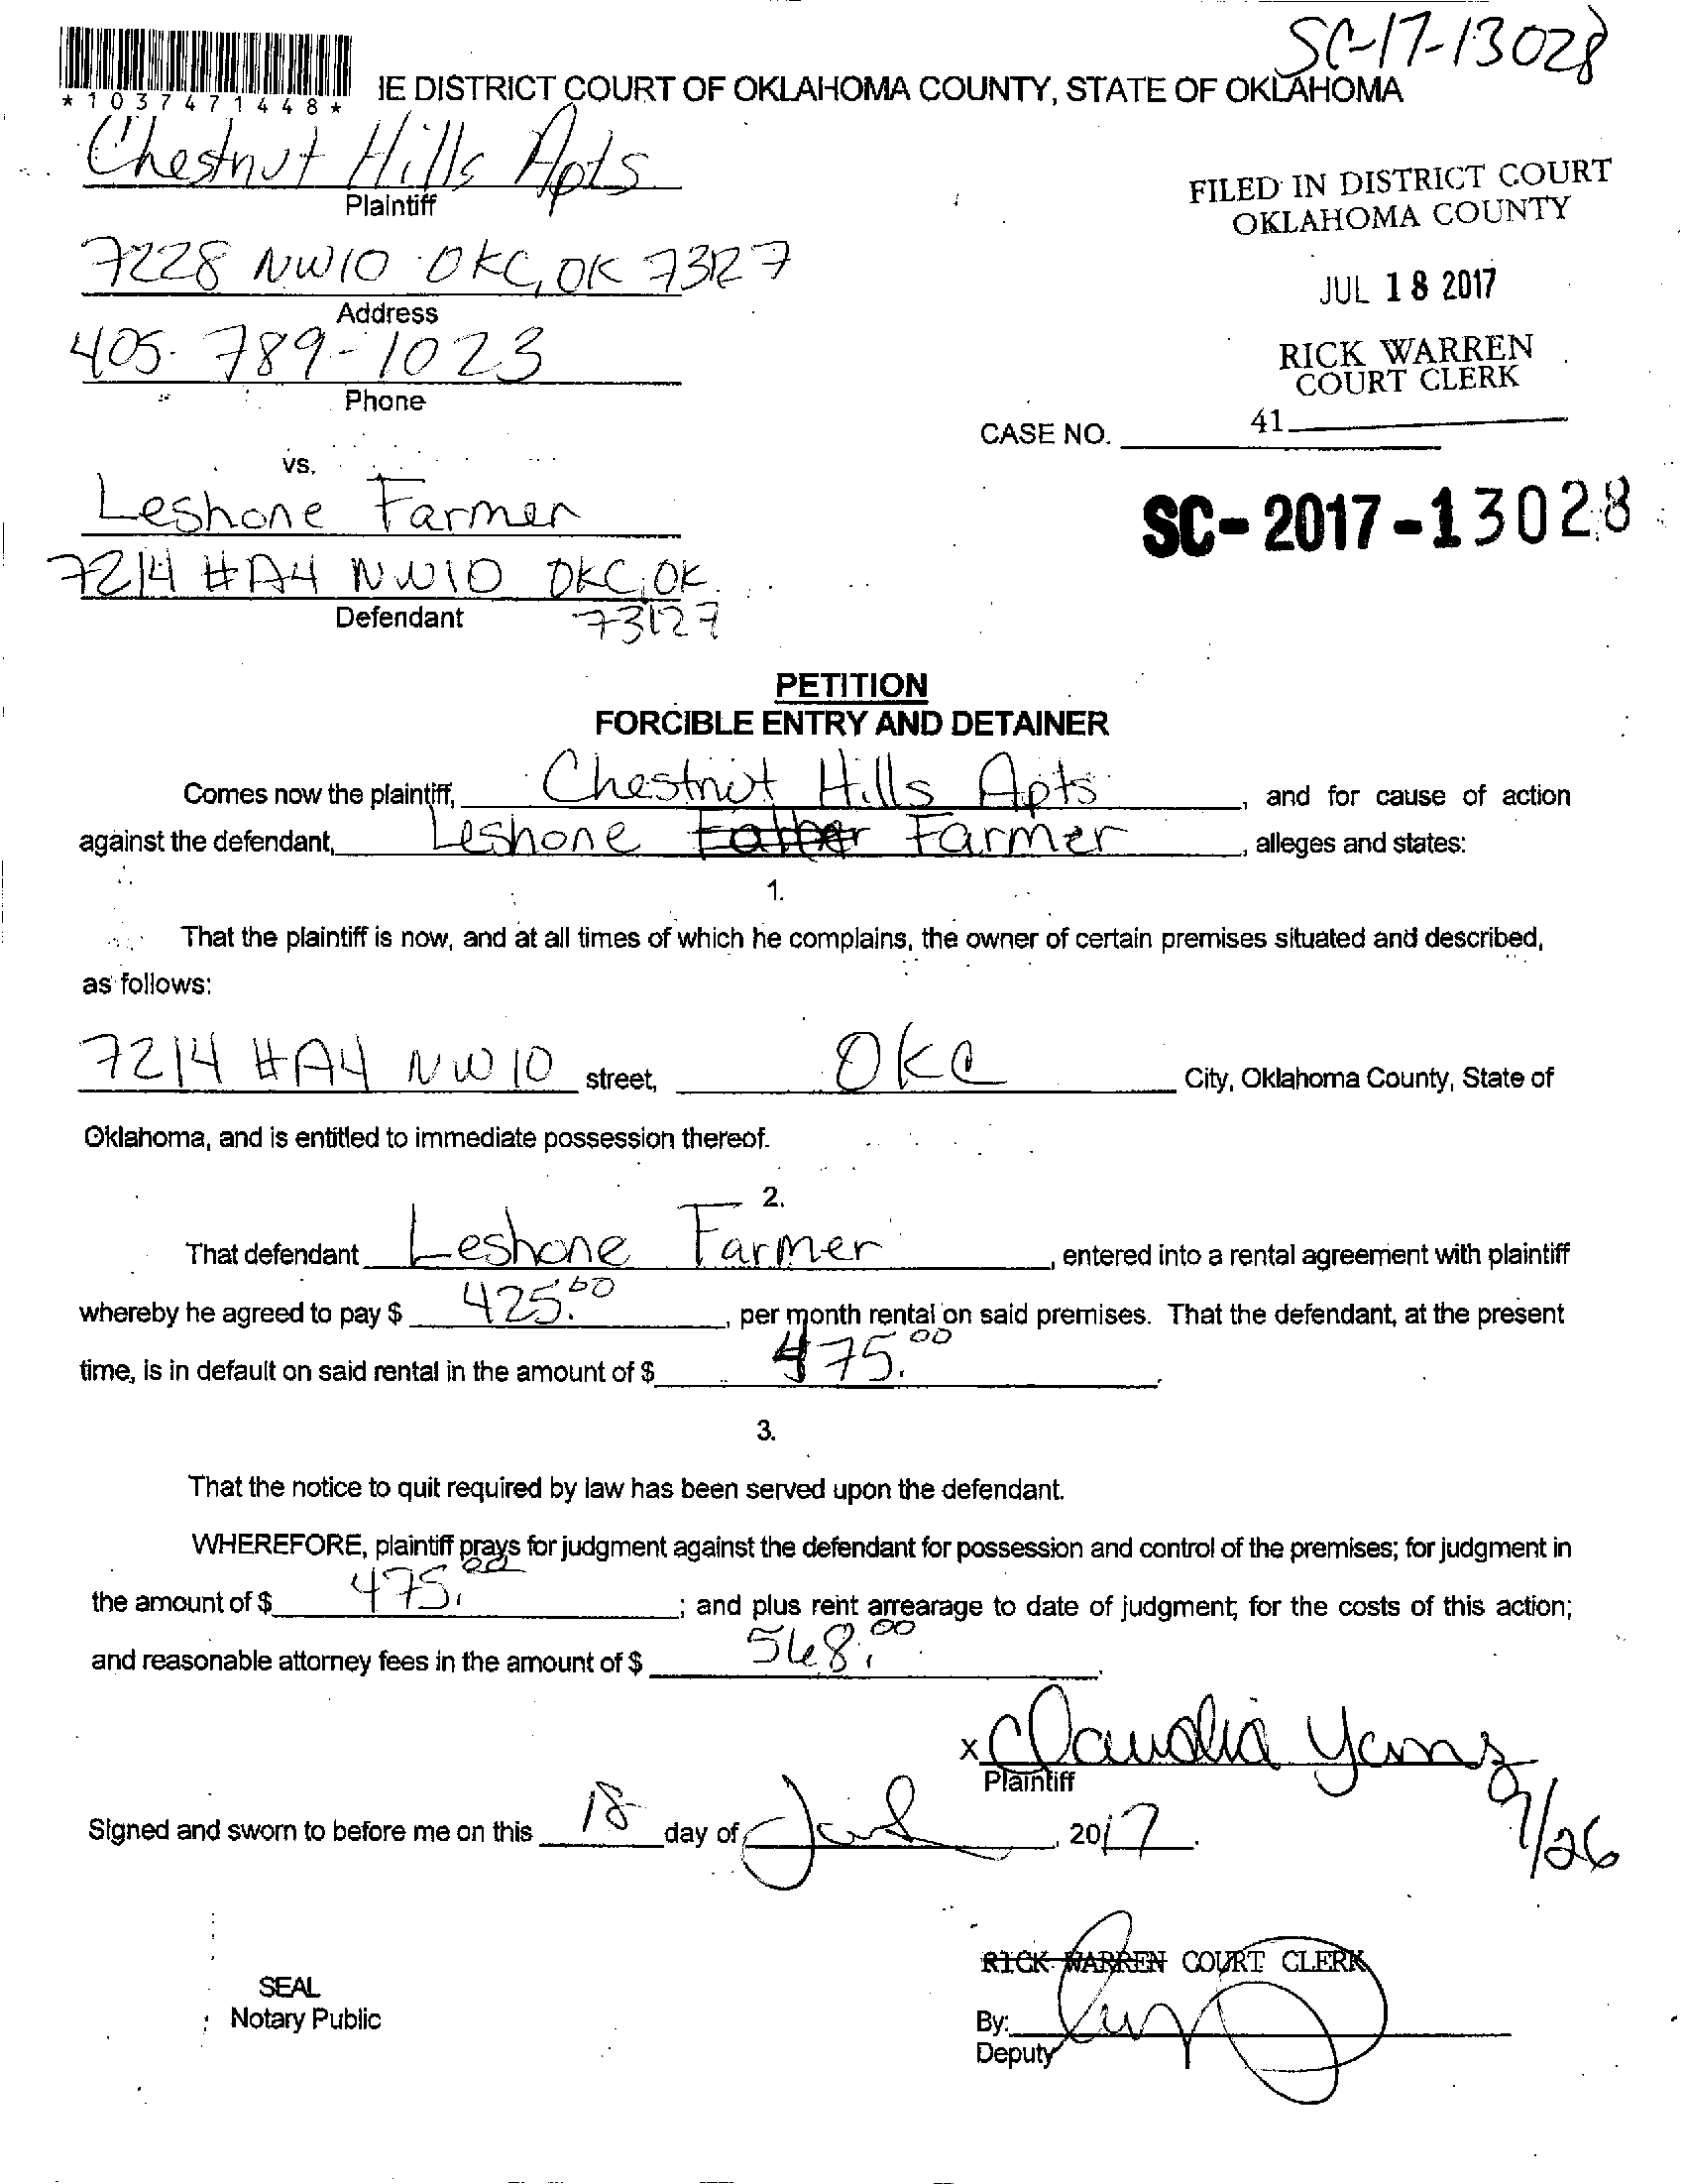 SC-17-13028
*1037471448*
IE DISTRICT COURT OF OKLAHOMA COUNTY, STATE OF OKLAHOMA
Chestnut Hills Apts
Plaintiff
FILED IN DISTRICT COURT
OKLAHOMA COUNTY
7228 NW10 OKC, OK 73127
Address
JUL 18 2017
405-789-1023
Phone
RICK WARREN
COURT CLERK
41
CASE NO.
vs.
Leshone Farmer
SC-2017-13028
7214 #A4 NW10 OKC, OK
73127
Defendant
PETITION
FORCIBLE ENTRY AND DETAINER
Comes now the plaintiff, Chestnut Hills Apts, and for cause of action
against the defendant, Leshone Farmer, alleges and states:
1.
That the plaintiff is now, and at all times of which he complains, the owner of certain premises situated and described,
as follows:
7214 #A4 NW 10 street, OKC City, Oklahoma County, State of
Oklahoma, and is entitled to immediate possession thereof.
2.
That defendant Leshone Farmer, entered into a rental agreement with plaintiff
whereby he agreed to pay $ 425.00, per month rental on said premises. That the defendant, at the present
time, is in default on said rental in the amount of $ 475.00.
3.
That the notice to quit required by law has been served upon the defendant.
WHEREFORE, plaintiff prays for judgment against the defendant for possession and control of the premises; for judgment in
the amount of $ 475.00; and plus rent arrearage to date of judgment; for the costs of this action;
and reasonable attorney fees in the amount of $ 568.00.
x Claudia
Plaintiff
Signed and sworn to before me on this 18 day of, 2017.
7/26
RICK WARREN COURT CLERK
SEAL
Notary Public
By:
Deputy